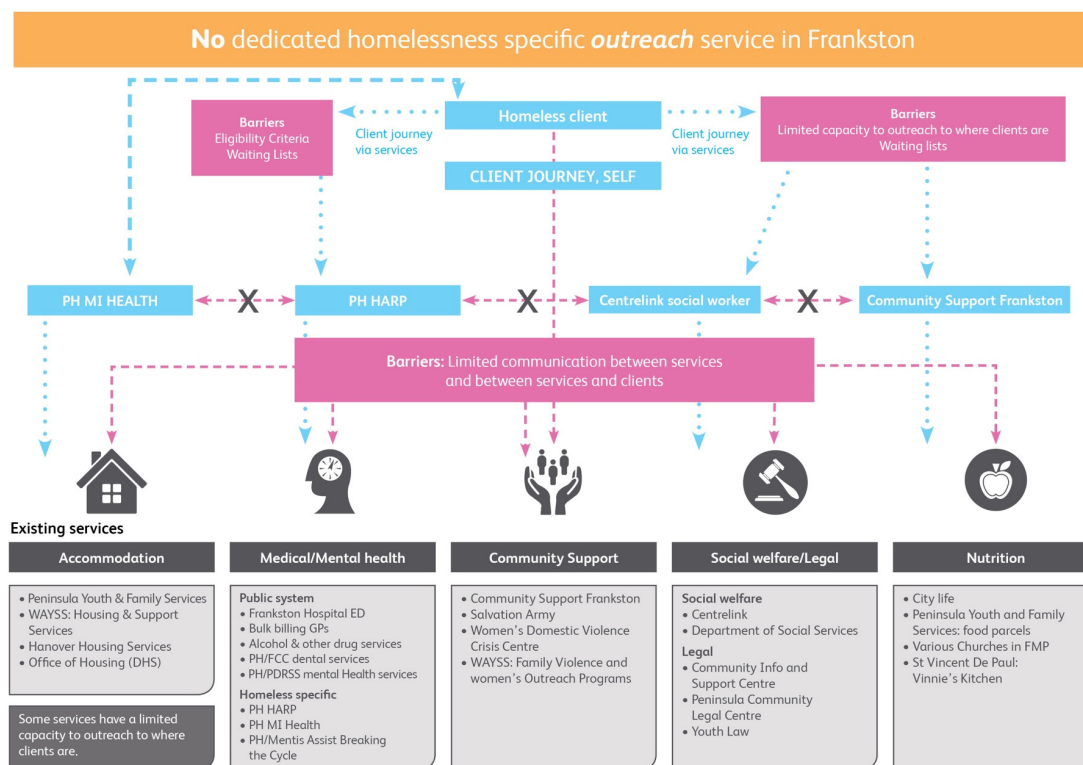 No dedicated homelessness specific outreach service in Frankston
Barriers
Eligibility Criteria
Waiting Lists
Client journey
via services
Homeless client
CLIENT JOURNEY, SELF
Client journey
via services
Barriers
Limited capacity to outreach to where clients are
Waiting lists
PH MI HEALTH
X
PH HARP
X
Centrelink social worker
X
Community Support Frankston
Barriers: Limited communication between services
and between services and clients
Existing services
Accommodation
• Peninsula Youth & Family Services
• WAYSS: Housing & Support
Services
• Hanover Housing Services
• Office of Housing (DHS)
Some services have a limited
capacity to outreach to where
clients are.
Medical/Mental health
Public system
• Frankston Hospital ED
• Bulk billing GPs
• Alcohol & other drug services
• PH/FCC dental services
• PH/PDRSS mental Health services
Homeless specific
• PH HARP
• PH MI Health
• PH/Mentis Assist Breaking
the Cycle
Community Support
• Community Support Frankston
• Salvation Army
• Women's Domestic Violence
Crisis Centre
• WAYSS: Family Violence and
women's Outreach Programs
Social welfare/Legal
Social welfare
• Centrelink
• Department of Social Services
Legal
• Community Info and
Support Centre
• Peninsula Community
Legal Centre
• Youth Law
Nutrition
• City life
• Peninsula Youth and Family
Services: food parcels
• Various Churches in FMP
• St Vincent De Paul:
Vinnie's Kitchen